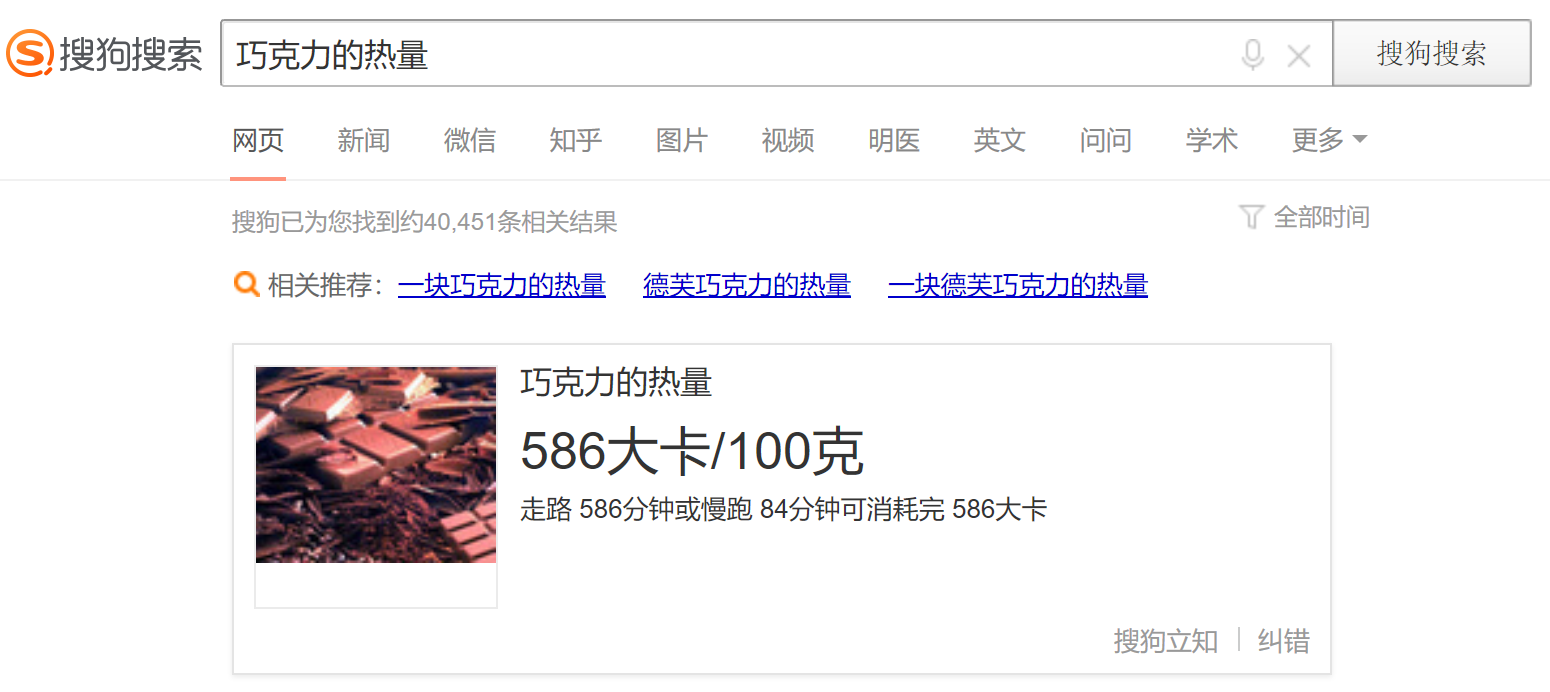 搜狗搜索 巧克力的热量 搜狗搜索
网页 新闻 微信 知乎 图片 视频 明医 英文 问问 学术 更多
搜狗已为您找到约40,451条相关结果 全部时间
相关推荐: 一块巧克力的热量 德芙巧克力的热量 一块德芙巧克力的热量
巧克力的热量
586大卡/100克
走路 586分钟或慢跑 84分钟可消耗完 586大卡
搜狗立知 纠错